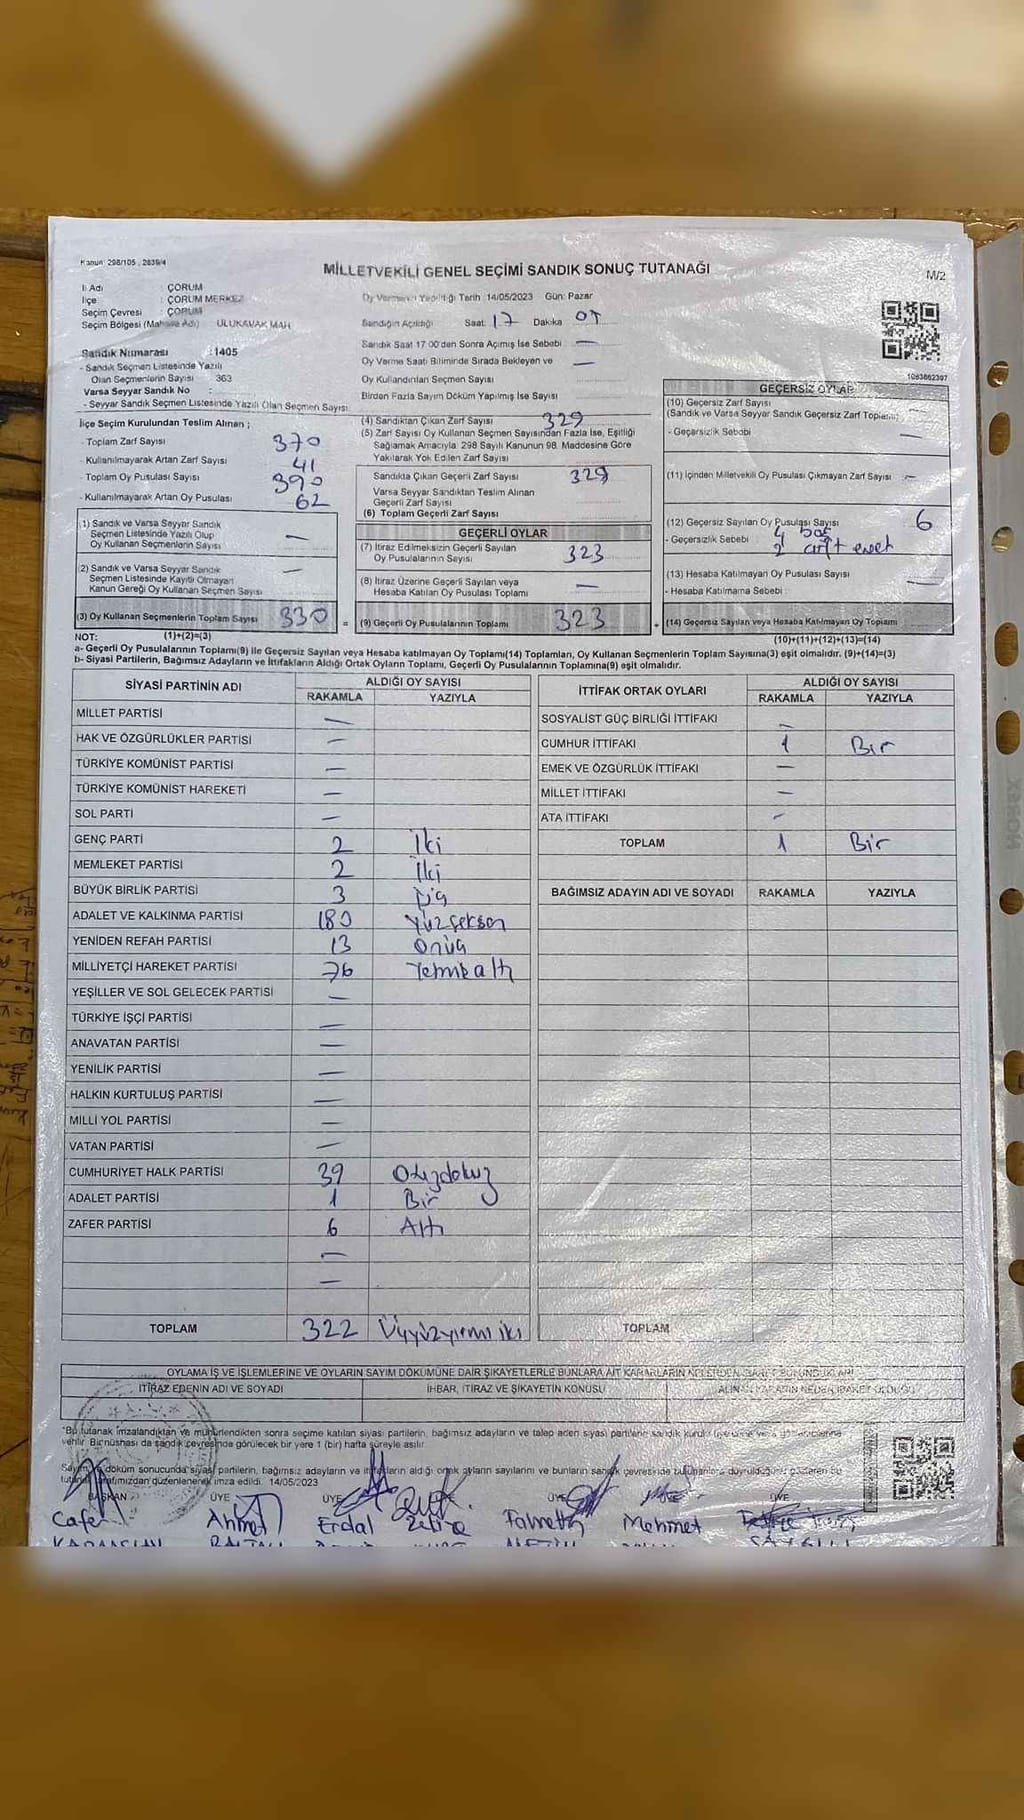 Kanun: 298/105 , 2839/4
MİLLETVEKİLİ GENEL SEÇİMİ SANDIK SONUÇ TUTANAĞI
M/2
İl Adı : ÇORUM
İlçe : ÇORUM MERKEZ
Seçim Çevresi : ÇORUM
Seçim Bölgesi (Mahalle Adı) ULUKAVAK MAH
Oy Vermenin Yapıldığı Tarih: 14/05/2023 Gün: Pazar
Sandığın Açıldığı Saat: 17 Dakika
Sandık Saat 17:00'den Sonra Açılmış İse Sebebi —
Oy Verme Saati Bitiminde Sırada Bekleyen ve —
Oy Kullandırılan Seçmen Sayısı
Birden Fazla Sayım Döküm Yapılmış İse Sayısı
1063862397
Sandık Numarası : 1405
- Sandık Seçmen Listesinde Yazılı
Olan Seçmenlerin Sayısı 363
Varsa Seyyar Sandık No :
- Seyyar Sandık Seçmen Listesinde Yazılı Olan Seçmen Sayısı:
İlçe Seçim Kurulundan Teslim Alınan ;
- Toplam Zarf Sayısı 370
- Kullanılmayarak Artan Zarf Sayısı 41
- Toplam Oy Pusulası Sayısı 390
- Kullanılmayarak Artan Oy Pusulası 62
(1) Sandık ve Varsa Seyyar Sandık
Seçmen Listesinde Yazılı Olup
Oy Kullanan Seçmenlerin Sayısı —
(2) Sandık ve Varsa Seyyar Sandık
Seçmen Listesinde Kayıtlı Olmayan
Kanun Gereği Oy Kullanan Seçmen Sayısı —
(3) Oy Kullanan Seçmenlerin Toplam Sayısı 330 =
(4) Sandıktan Çıkan Zarf Sayısı 329
(5) Zarf Sayısı Oy Kullanan Seçmen Sayısından Fazla İse, Eşitliği
Sağlamak Amacıyla, 298 Sayılı Kanunun 98. Maddesine Göre
Yakılarak Yok Edilen Zarf Sayısı
Sandıkta Çıkan Geçerli Zarf Sayısı 329
Varsa Seyyar Sandıktan Teslim Alınan
Geçerli Zarf Sayısı
(6) Toplam Geçerli Zarf Sayısı
GEÇERLİ OYLAR
(7) İtiraz Edilmeksizin Geçerli Sayılan
Oy Pusulasının Sayısı 323
(8) İtiraz Üzerine Geçerli Sayılan veya
Hesaba Katılan Oy Pusulası Toplamı —
(9) Geçerli Oy Pusulalarının Toplamı 323 +
GEÇERSİZ OYLAR
(10) Geçersiz Zarf Sayısı
(Sandık ve Varsa Seyyar Sandık Geçersiz Zarf Toplamı) —
- Geçersizlik Sebebi —
(11) İçinden Milletvekili Oy Pusulası Çıkmayan Zarf Sayısı —
(12) Geçersiz Sayılan Oy Pusulası Sayısı 6
- Geçersizlik Sebebi : 4 boş
2 çift evet
(13) Hesaba Katılmayan Oy Pusulası Sayısı —
- Hesaba Katılmama Sebebi :
(14) Geçersiz Sayılan veya Hesaba Katılmayan Oy Toplamı
NOT: (1)+(2)=(3)
(10)+(11)+(12)+(13)=(14)
a- Geçerli Oy Pusulalarının Toplamı(9) ile Geçersiz Sayılan veya Hesaba katılmayan Oy Toplamı(14) Toplamları, Oy Kullanan Seçmenlerin Toplam Sayısına(3) eşit olmalıdır. (9)+(14)=(3)
b- Siyasi Partilerin, Bağımsız Adayların ve İttifakların Aldığı Ortak Oyların Toplamı, Geçerli Oy Pusulalarının Toplamına(9) eşit olmalıdır.
SİYASİ PARTİNİN ADI ALDIĞI OY SAYISI
RAKAMLA YAZIYLA
MİLLET PARTİSİ —
HAK VE ÖZGÜRLÜKLER PARTİSİ —
TÜRKİYE KOMÜNİST PARTİSİ —
TÜRKİYE KOMÜNİST HAREKETİ —
SOL PARTİ —
GENÇ PARTİ 2 İki
MEMLEKET PARTİSİ 2 İki
BÜYÜK BİRLİK PARTİSİ 3 Üç
ADALET VE KALKINMA PARTİSİ 180 Yüzseksen
YENİDEN REFAH PARTİSİ 13 Onüç
MİLLİYETÇİ HAREKET PARTİSİ 76 Yetmişaltı
YEŞİLLER VE SOL GELECEK PARTİSİ —
TÜRKİYE İŞÇİ PARTİSİ —
ANAVATAN PARTİSİ —
YENİLİK PARTİSİ —
HALKIN KURTULUŞ PARTİSİ —
MİLLİ YOL PARTİSİ —
VATAN PARTİSİ —
CUMHURİYET HALK PARTİSİ 39 Otuzdokuz
ADALET PARTİSİ 1 Bir
ZAFER PARTİSİ 6 Altı
—
—
TOPLAM 322 Üçyüzyirmi iki
İTTİFAK ORTAK OYLARI ALDIĞI OY SAYISI
RAKAMLA YAZIYLA
SOSYALİST GÜÇ BİRLİĞİ İTTİFAKI —
CUMHUR İTTİFAKI 1 Bir
EMEK VE ÖZGÜRLÜK İTTİFAKI —
MİLLET İTTİFAKI —
ATA İTTİFAKI —
TOPLAM 1 Bir
BAĞIMSIZ ADAYIN ADI VE SOYADI RAKAMLA YAZIYLA
TOPLAM
OYLAMA İŞ VE İŞLEMLERİNE VE OYLARIN SAYIM DÖKÜMÜNE DAİR ŞİKAYETLERLE BUNLARA AİT KARARLARIN NELERDEN İBARET BULUNDUKLARI
İTİRAZ EDENİN ADI VE SOYADI İHBAR, İTİRAZ VE ŞİKAYETİN KONUSU ALINAN KARARIN NEDEN İBARET OLDUĞU
*Bu tutanak imzalandıktan ve mühürlendikten sonra seçime katılan siyasi partilerin, bağımsız adayların ve talep eden siyasi partilerin sandık kurulu
verilir. Bir nüshası da sandık çevresinde görülecek bir yere 1 (bir) hafta süreyle asılır.
Sayım ve döküm sonucunda siyasi partilerin, bağımsız adayların ve ittifakların aldığı ortak oyların sayılarını ve bunların sandık çevresinde bulunanlara duyrulduğunu
tarafımızdan düzenlenerek imza edildi. 14/05/2023
BAŞKAN ÜYE ÜYE ÜYE ÜYE
Cafer Ahmet Erdal Fahrettin Mehmet